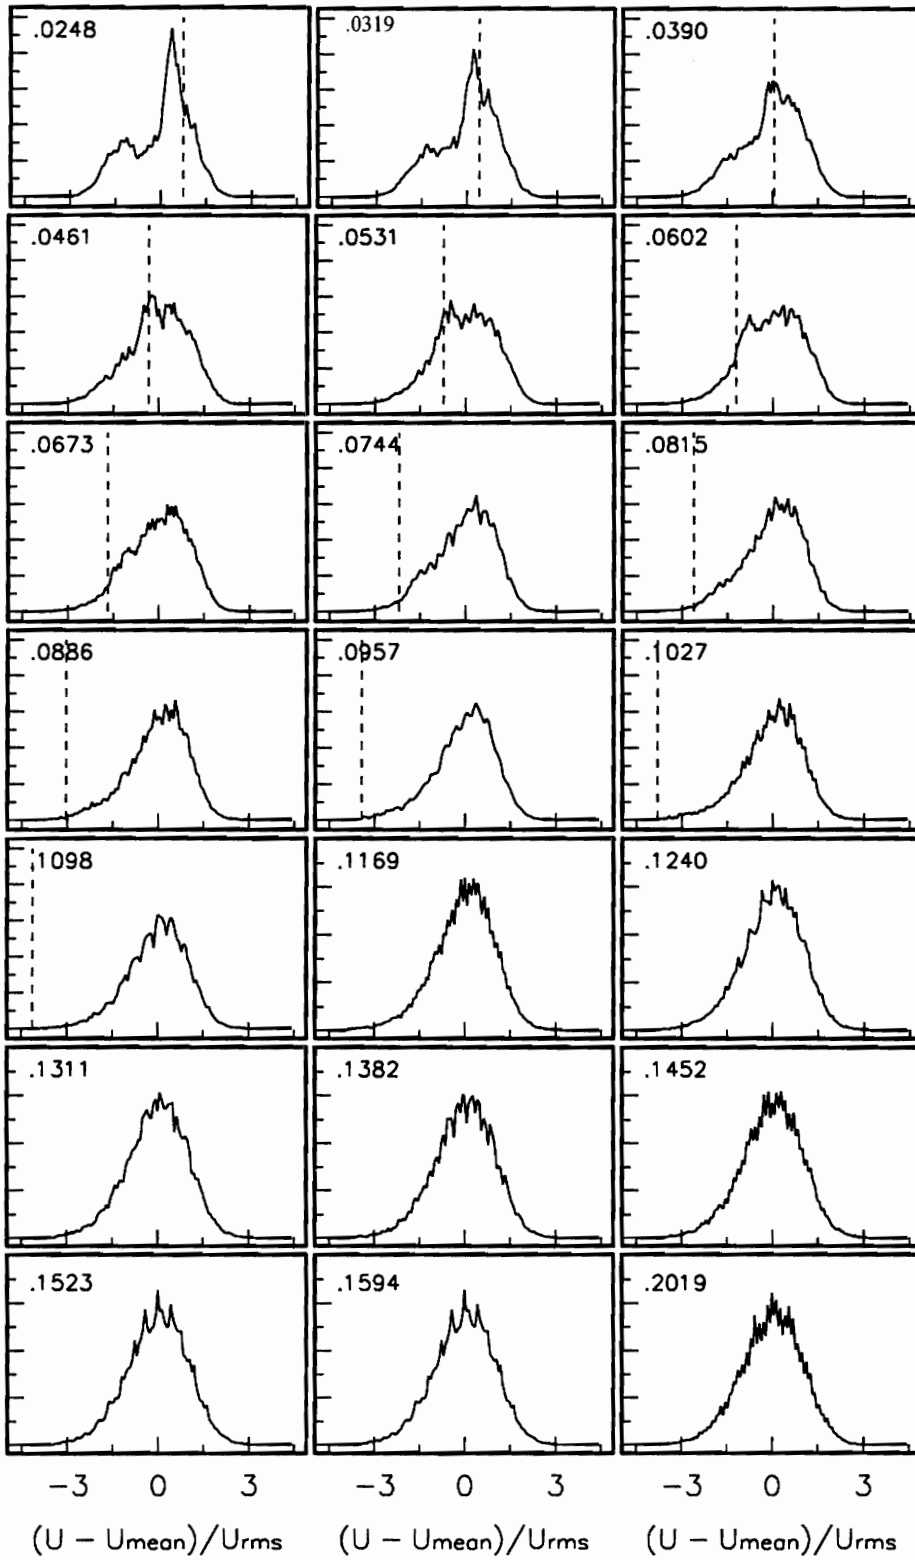 .0248 .0319 .0390
.0461 .0531 .0602
.0673 .0744 .0815
.0886 .0957 .1027
.1098 .1169 .1240
.1311 .1382 .1452
.1523 .1594 .2019
−3 0 3 −3 0 3 −3 0 3
(U − Umean)/Urms (U − Umean)/Urms (U − Umean)/Urms